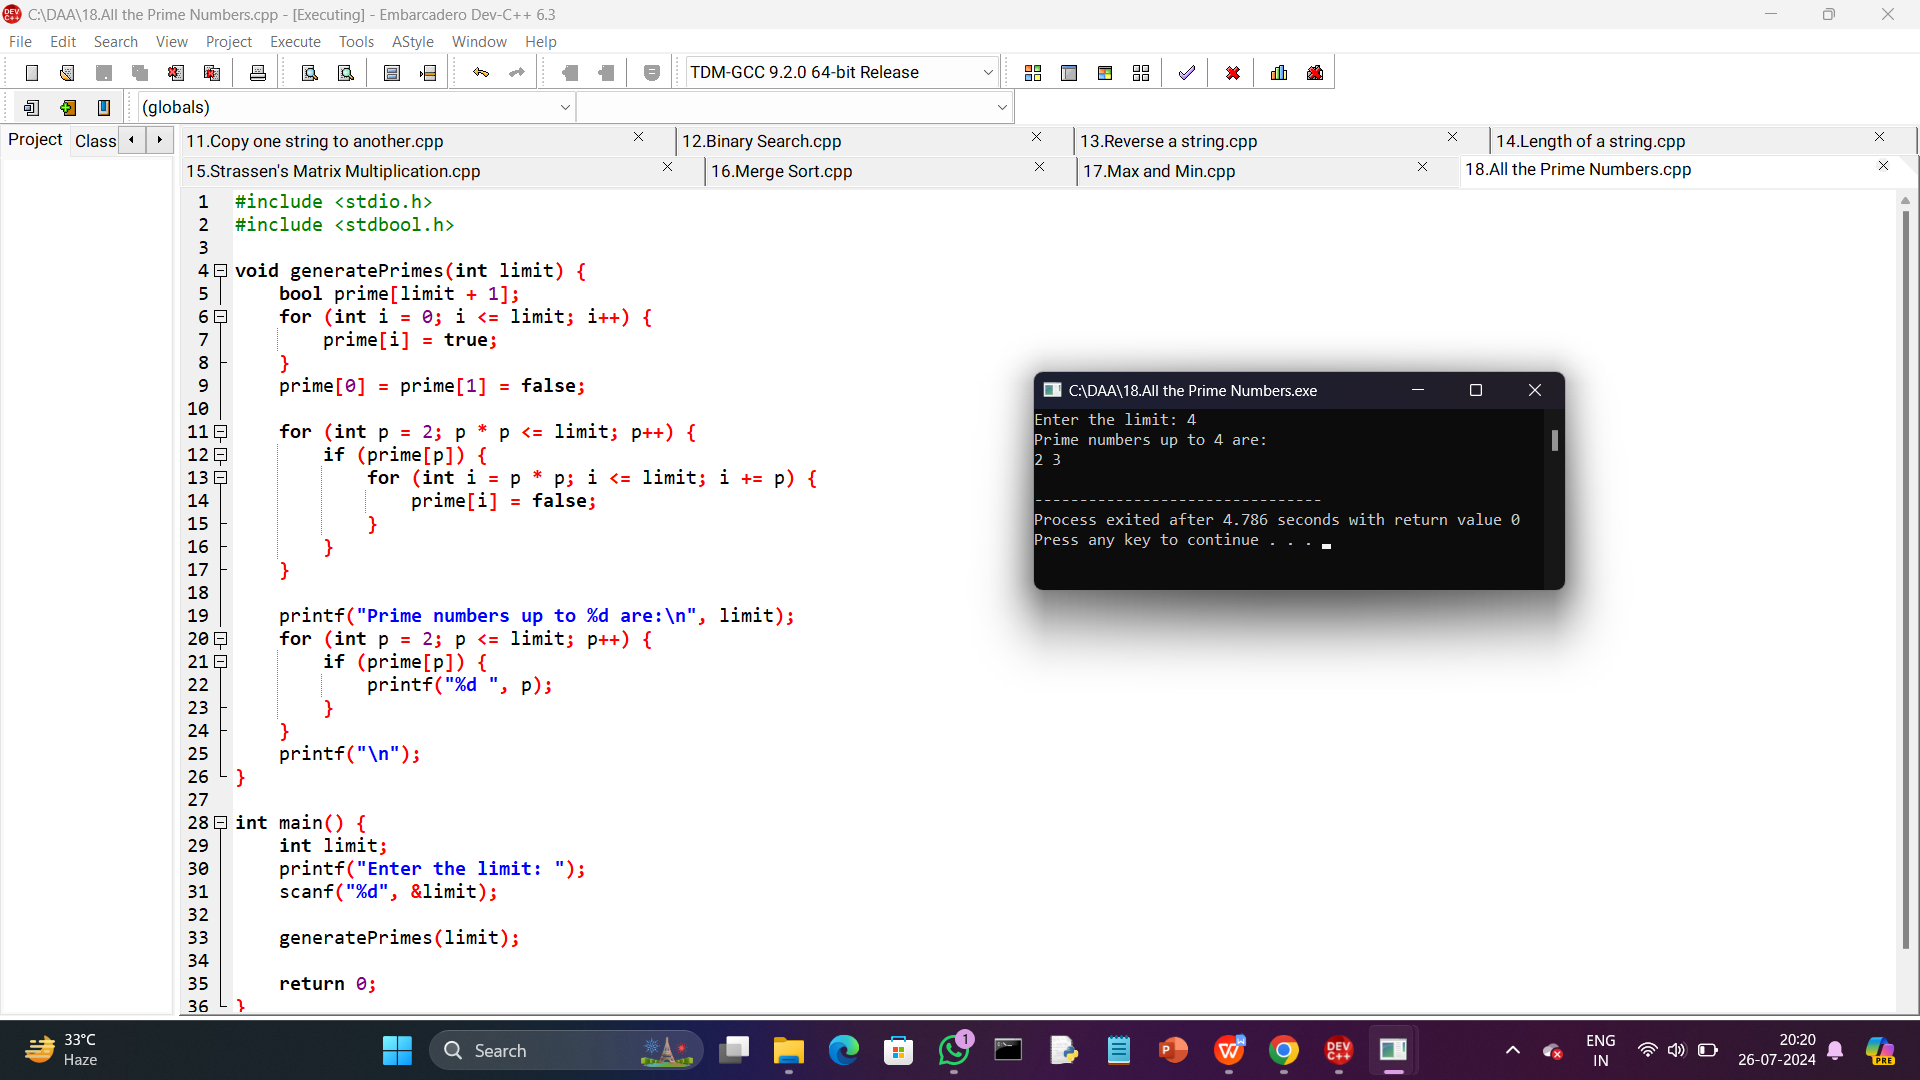 C:\DAA\18.All the Prime Numbers.cpp - [Executing] - Embarcadero Dev-C++ 6.3
File Edit Search View Project Execute Tools AStyle Window Help
TDM-GCC 9.2.0 64-bit Release
(globals)
Project Class
11.Copy one string to another.cpp 12.Binary Search.cpp 13.Reverse a string.cpp 14.Length of a string.cpp
15.Strassen's Matrix Multiplication.cpp 16.Merge Sort.cpp 17.Max and Min.cpp 18.All the Prime Numbers.cpp
1 #include <stdio.h>
2 #include <stdbool.h>
3
4 void generatePrimes(int limit) {
5     bool prime[limit + 1];
6     for (int i = 0; i <= limit; i++) {
7         prime[i] = true;
8     }
9     prime[0] = prime[1] = false;
10
11     for (int p = 2; p * p <= limit; p++) {
12         if (prime[p]) {
13             for (int i = p * p; i <= limit; i += p) {
14                 prime[i] = false;
15             }
16         }
17     }
18
19     printf("Prime numbers up to %d are:\n", limit);
20     for (int p = 2; p <= limit; p++) {
21         if (prime[p]) {
22             printf("%d ", p);
23         }
24     }
25     printf("\n");
26 }
27
28 int main() {
29     int limit;
30     printf("Enter the limit: ");
31     scanf("%d", &limit);
32
33     generatePrimes(limit);
34
35     return 0;
36 }
C:\DAA\18.All the Prime Numbers.exe
Enter the limit: 4
Prime numbers up to 4 are:
2 3
--------------------------------
Process exited after 4.786 seconds with return value 0
Press any key to continue . . .
33°C
Haze
Search
1
DEV C++
ENG
IN
20:20
26-07-2024
PRE